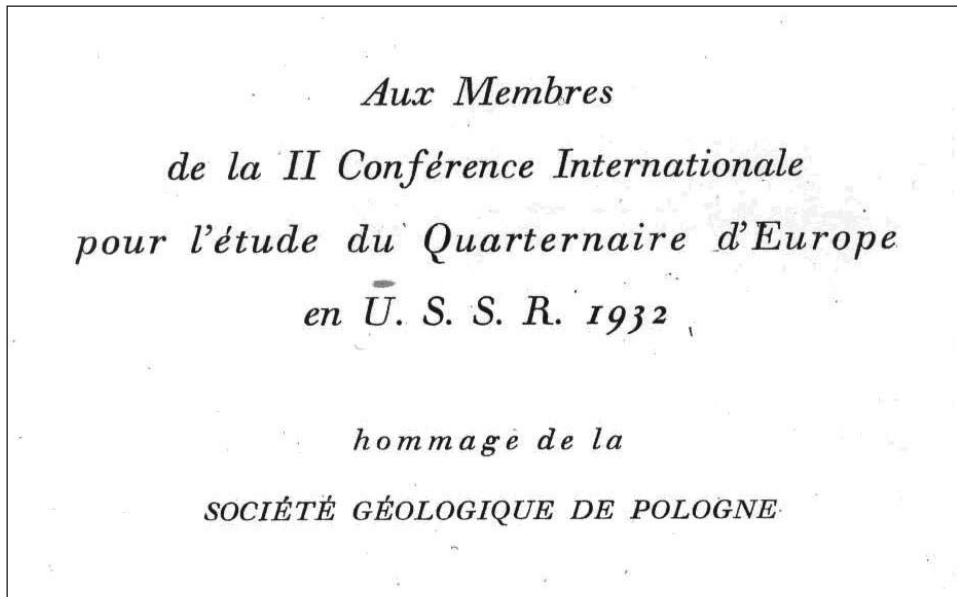 Aux Membres
de la II Conférence Internationale
pour l'étude du Quarternaire d'Europe
en U. S. S. R. 1932
hommage de la
SOCIÉTÉ GÉOLOGIQUE DE POLOGNE